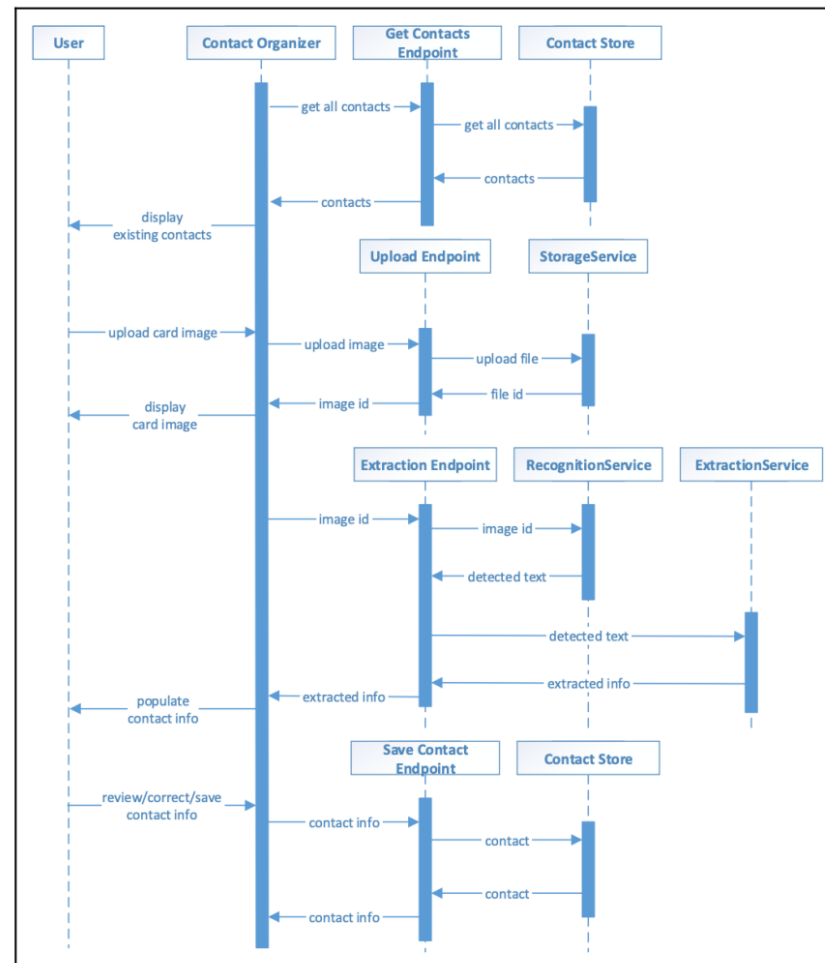 User
Contact Organizer
Get Contacts
Endpoint
Contact Store
get all contacts
get all contacts
contacts
contacts
display
existing contacts
Upload Endpoint
StorageService
upload card image
upload image
upload file
file id
image id
display
card image
Extraction Endpoint
RecognitionService
ExtractionService
image id
image id
detected text
detected text
extracted info
extracted info
populate
contact info
Save Contact
Endpoint
Contact Store
review/correct/save
contact info
contact info
contact
contact
contact info